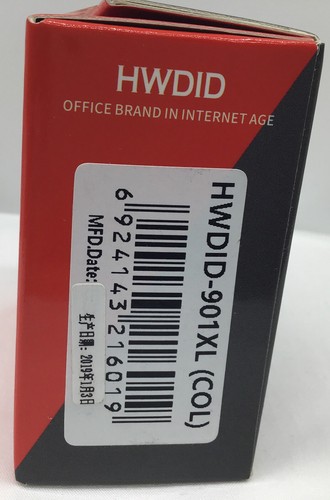 HWDID
OFFICE BRAND IN INTERNET AGE
HWDID-901XL (COL)
6 924143 216019
MFD.Date:
生产日期: 2019年1月3日